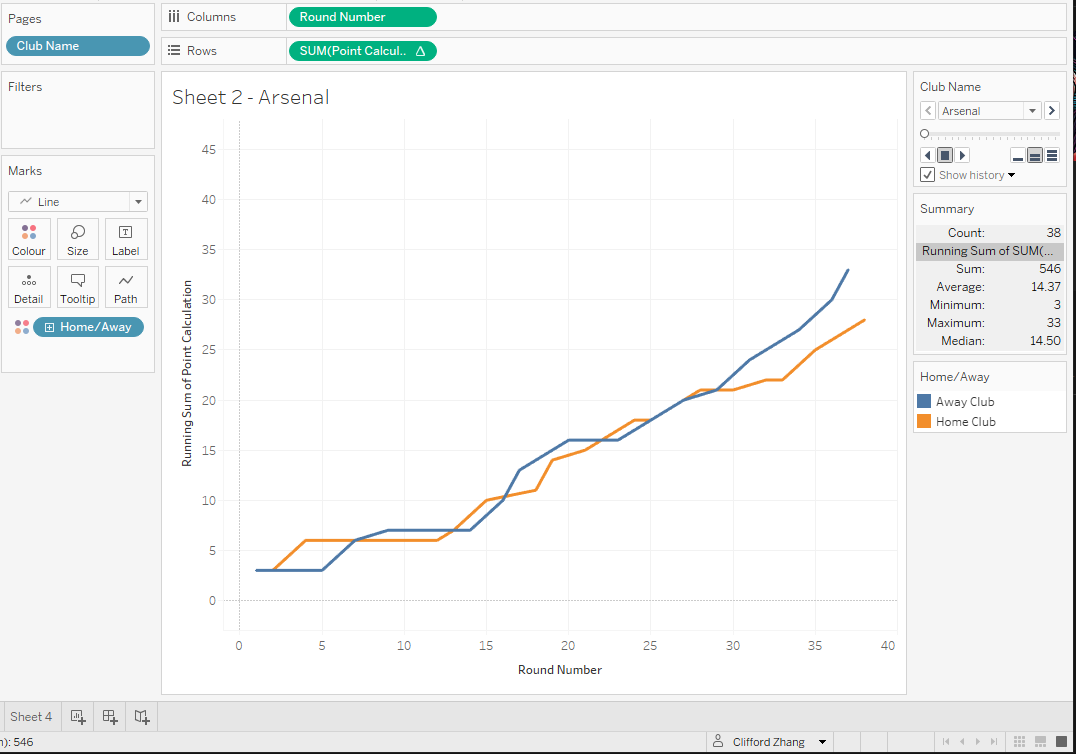 Pages
Club Name
Columns
Round Number
Rows
SUM(Point Calcul..
Filters
Marks
Line
Colour
Size
Label
Detail
Tooltip
Path
Home/Away
Sheet 2 - Arsenal
Running Sum of Point Calculation
45
40
35
30
25
20
15
10
5
0
0
5
10
15
20
25
30
35
40
Round Number
Club Name
Arsenal
Show history
Summary
Count: 38
Running Sum of SUM(...
Sum: 546
Average: 14.37
Minimum: 3
Maximum: 33
Median: 14.50
Home/Away
Away Club
Home Club
Sheet 4
): 546
Clifford Zhang